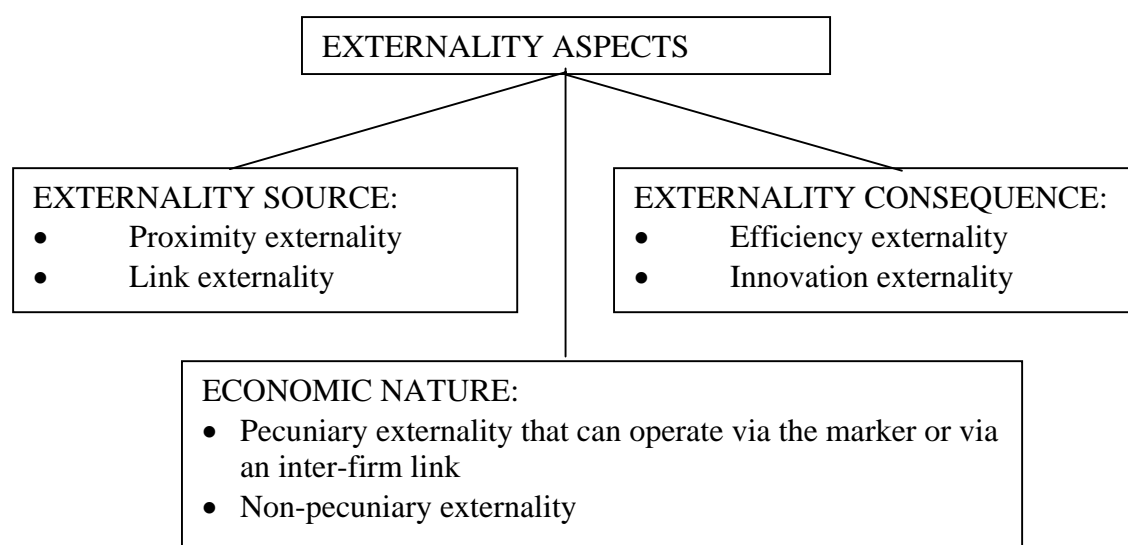 EXTERNALITY ASPECTS
EXTERNALITY SOURCE:
• Proximity externality
• Link externality
EXTERNALITY CONSEQUENCE:
• Efficiency externality
• Innovation externality
ECONOMIC NATURE:
• Pecuniary externality that can operate via the marker or via
an inter-firm link
• Non-pecuniary externality